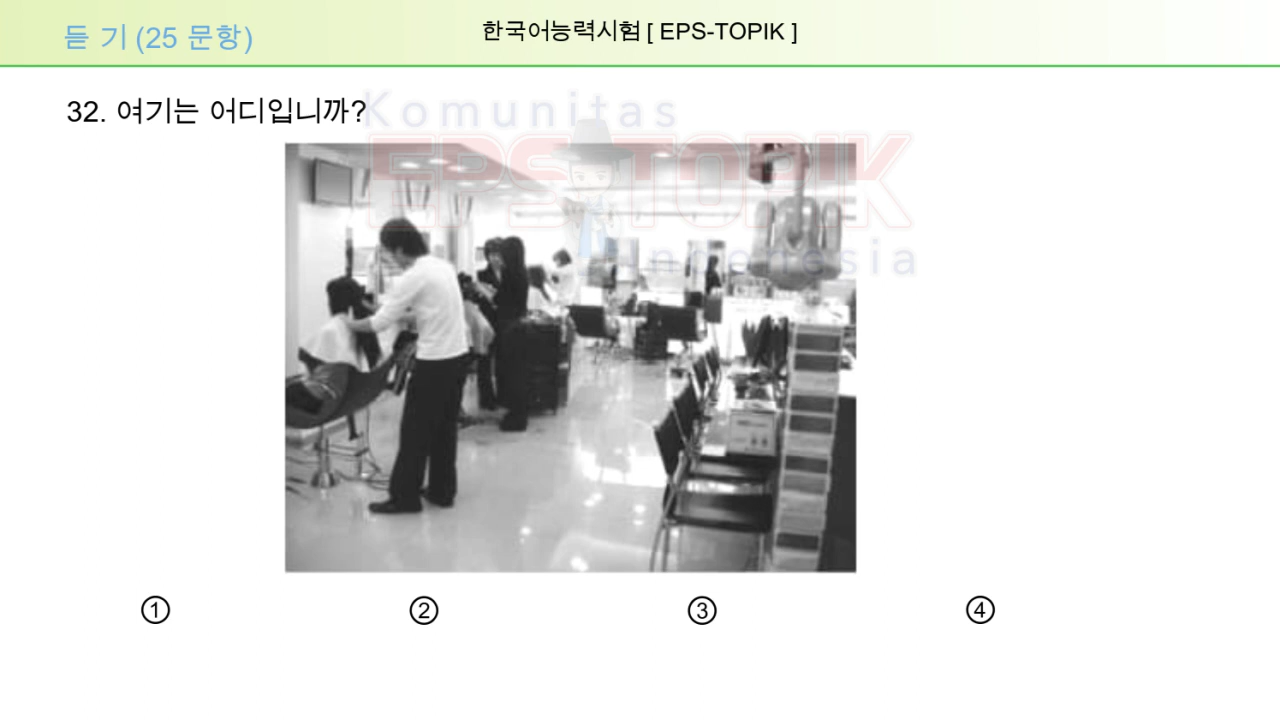 듣 기 (25 문항)
한국어능력시험 [ EPS-TOPIK ]
32. 여기는 어디입니까?
Komunitas
EPS TOPIK
Indonesia
① ② ③ ④